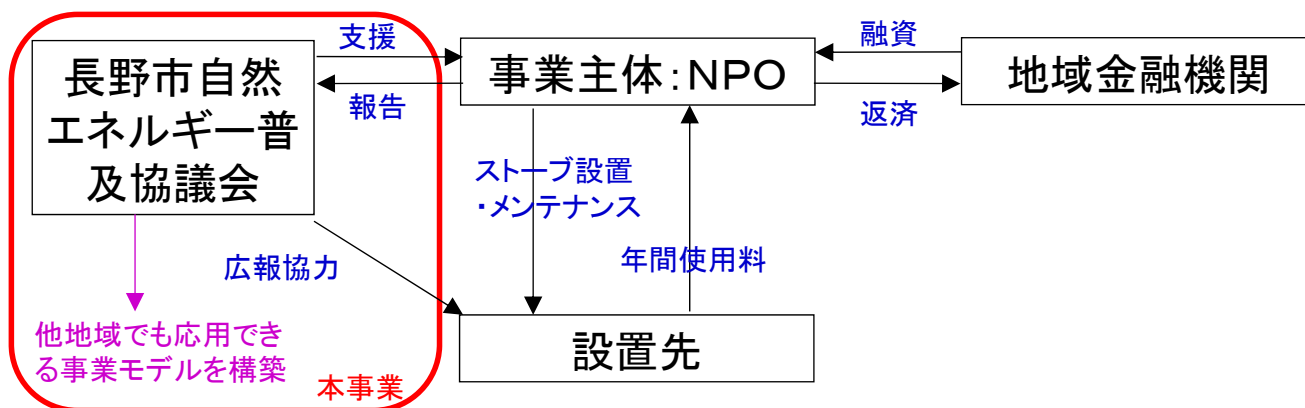 支援
長野市自然
エネルギー普
及協議会
報告
事業主体：NPO
融資
返済
地域金融機関
ストーブ設置
・メンテナンス
年間使用料
広報協力
設置先
他地域でも応用でき
る事業モデルを構築
本事業